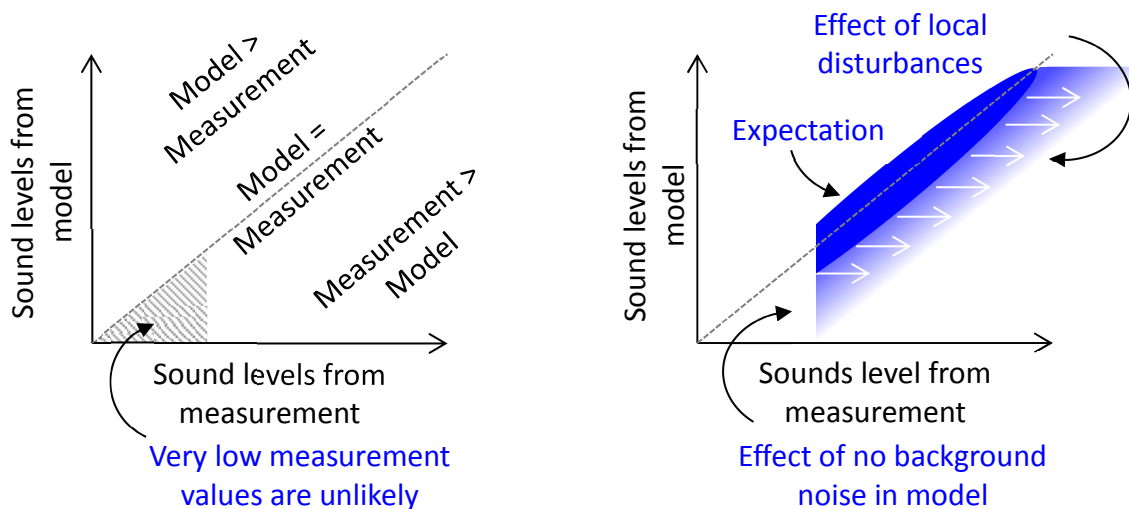 Sound levels from
model
Model >
Measurement
Model =
Measurement
Measurement >
Model
Sound levels from
measurement
Very low measurement
values are unlikely
Effect of local
disturbances
Expectation
Sound levels from
model
Sounds level from
measurement
Effect of no background
noise in model